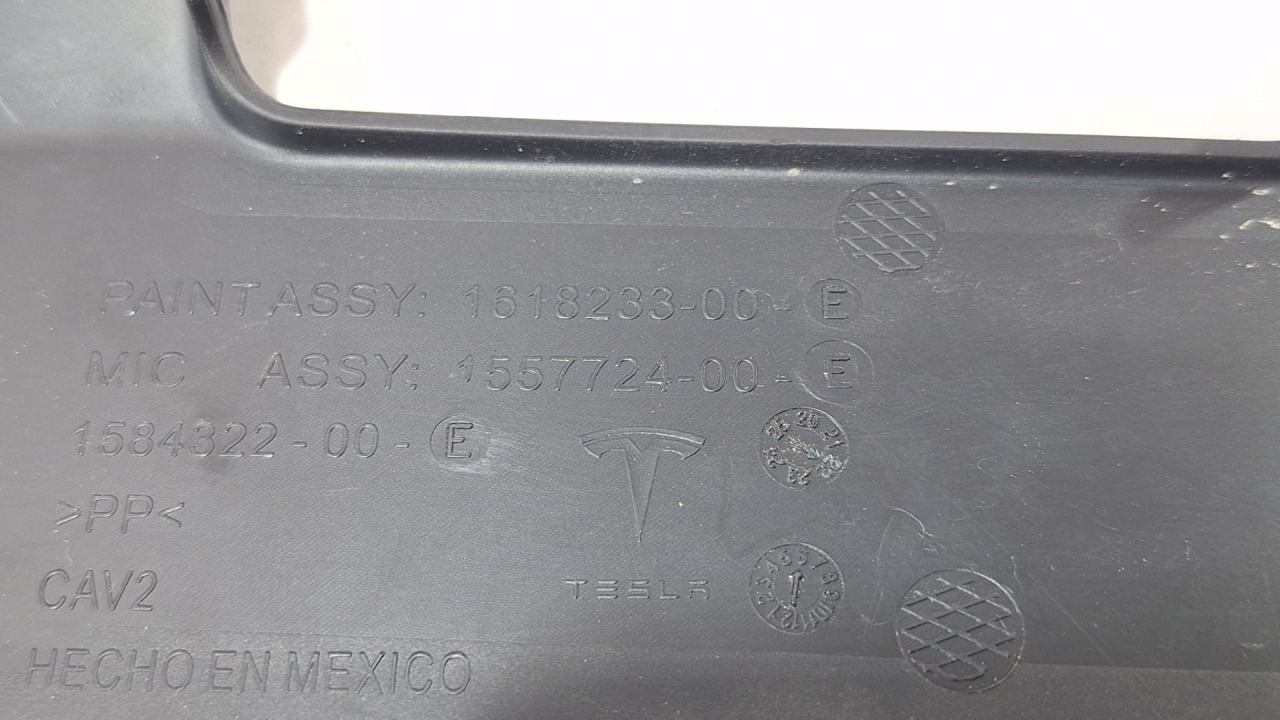 PAINT ASSY: 1618233-00-E
MIC ASSY: 1557724-00-E
1584322-00-E
>PP<
CAV2
TESLA
HECHO EN MEXICO